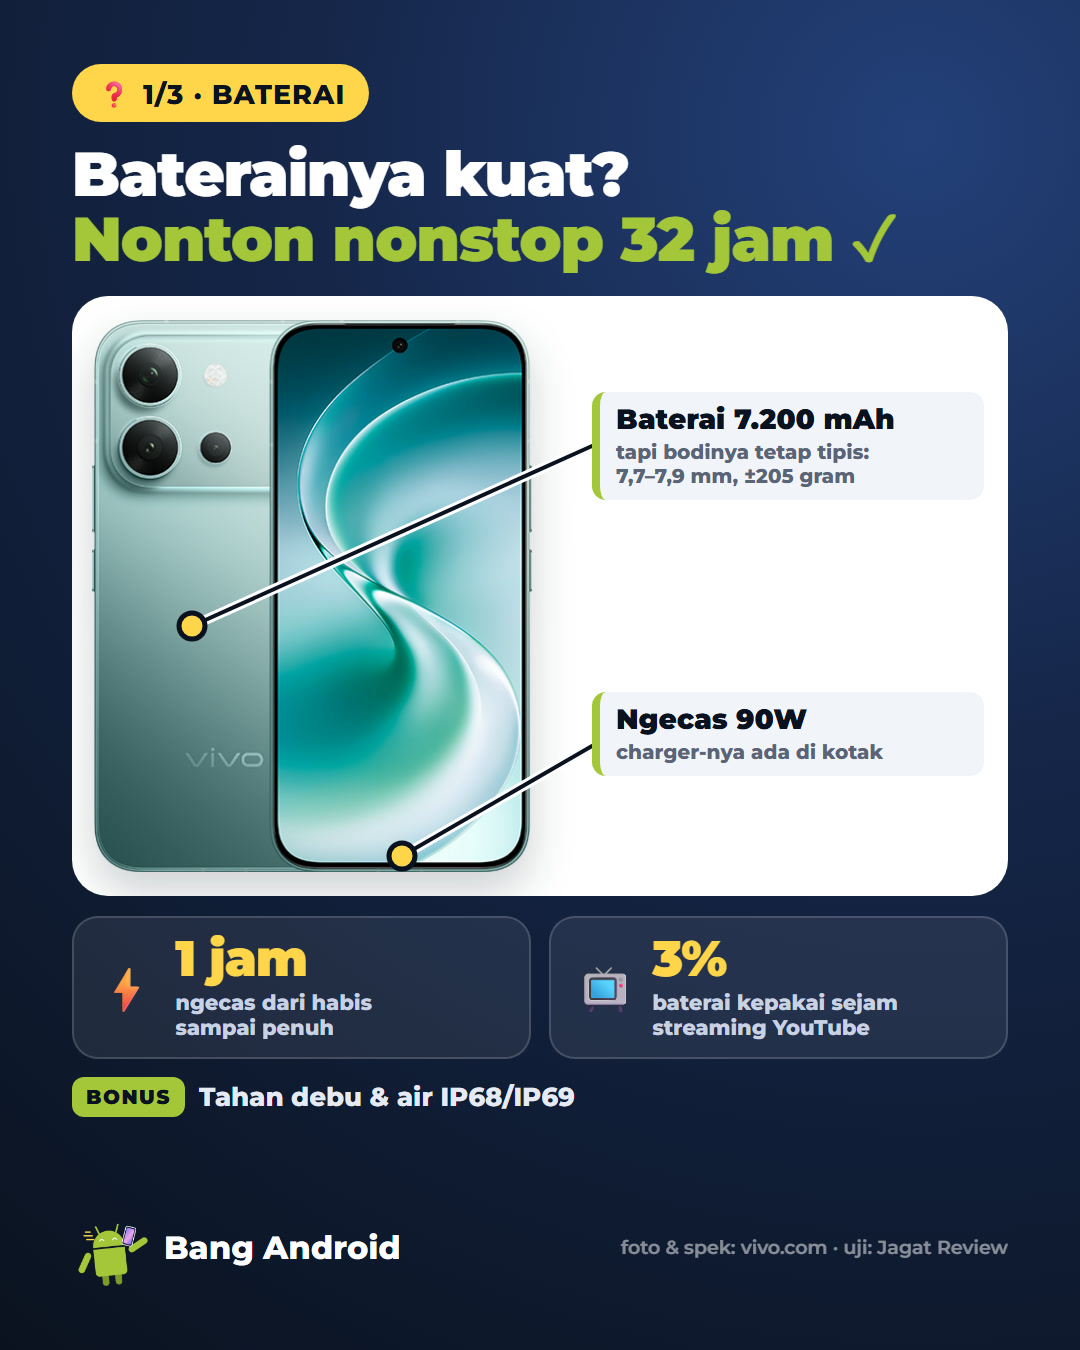 ❓ 1/3 • BATERAI
Baterainya kuat?
Nonton nonstop 32 jam ✓
Baterai 7.200 mAh
tapi bodinya tetap tipis:
7,7–7,9 mm, ±205 gram
vivo
Ngecas 90W
charger-nya ada di kotak
1 jam
ngecas dari habis
sampai penuh
3%
baterai kepakai sejam
streaming YouTube
BONUS Tahan debu & air IP68/IP69
Bang Android
foto & spek: vivo.com · uji: Jagat Review